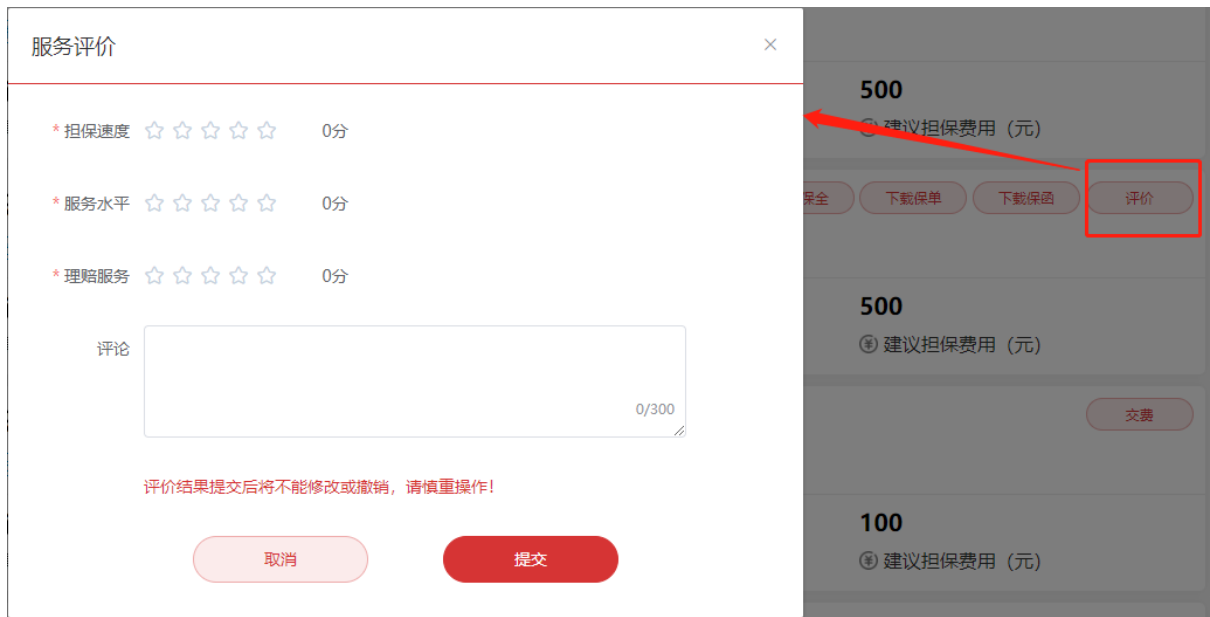 服务评价
500
建议担保费用（元）
* 担保速度 0分
保全 下载保单 下载保函 评价
* 服务水平 0分
* 理赔服务 0分
500
建议担保费用（元）
评论
0/300
交费
评价结果提交后将不能修改或撤销，请慎重操作！
100
建议担保费用（元）
取消 提交